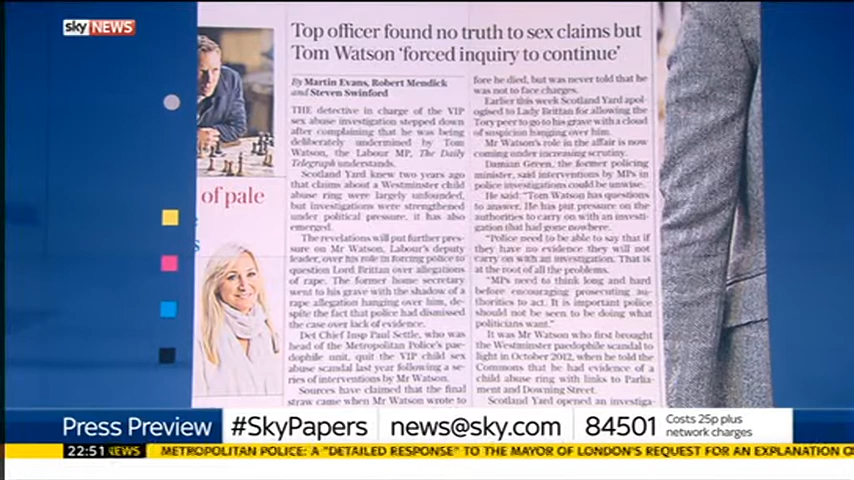 sky NEWS
Top officer found no truth to sex claims but
Tom Watson ‘forced inquiry to continue’
By Martin Evans, Robert Mendick
and Steven Swinford
THE detective in charge of the VIP
sex abuse investigation stepped down
after complaining that he was being
deliberately undermined by Tom
Watson, the Labour MP, The Daily
Telegraph understands.
Scotland Yard knew two years ago
that claims about a Westminster child
abuse ring were largely unfounded,
but investigations were strengthened
under political pressure, it has also
emerged.
The revelations will put further pres-
sure on Mr Watson, Labour’s deputy
leader, over his role in forcing police to
question Lord Brittan over allegations
of rape. The former home secretary
went to his grave with the shadow of a
rape allegation hanging over him, de-
spite the fact that police had dismissed
the case over lack of evidence.
Det Chief Insp Paul Settle, who was
head of the Metropolitan Police’s pae-
dophile unit, quit the VIP child sex
abuse scandal last year following a se-
ries of interventions by Mr Watson.
Sources have claimed that the final
straw came when Mr Watson wrote to
fore he died, but was never told that he
was not to face charges.
Earlier this week Scotland Yard apol-
ogised to Lady Brittan for allowing the
Tory peer to go to his grave with a cloud
of suspicion hanging over him.
Mr Watson’s role in the affair is now
coming under increasing scrutiny.
Damian Green, the former policing
minister, said interventions by MPs in
police investigations could be unwise.
He said: “Tom Watson has questions
to answer. He has put pressure on the
authorities to carry on with an investi-
gation that had gone nowhere.
“Police need to be able to say that if
they have no evidence they will not
carry on with an investigation. That is
at the root of all the problems.
“MPs need to think long and hard
before encouraging prosecuting au-
thorities to act. It is important police
should not be seen to be doing what
politicians want.”
It was Mr Watson who first brought
the Westminster paedophile scandal to
light in October 2012, when he told the
Commons that he had evidence of a
child abuse ring with links to Parlia-
ment and Downing Street.
Scotland Yard opened an investiga-
of pale
s
Press Preview #SkyPapers news@sky.com 84501 Costs 25p plus
network charges
22:51 NEWS METROPOLITAN POLICE: A "DETAILED RESPONSE" TO THE MAYOR OF LONDON'S REQUEST FOR AN EXPLANATION O